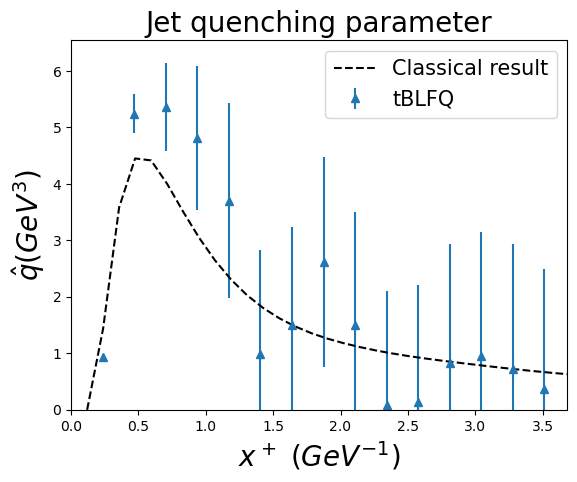 Jet quenching parameter
Classical result
tBLFQ
q̂(GeV³)
6
5
4
3
2
1
0
0.0 0.5 1.0 1.5 2.0 2.5 3.0 3.5
x⁺ (GeV⁻¹)